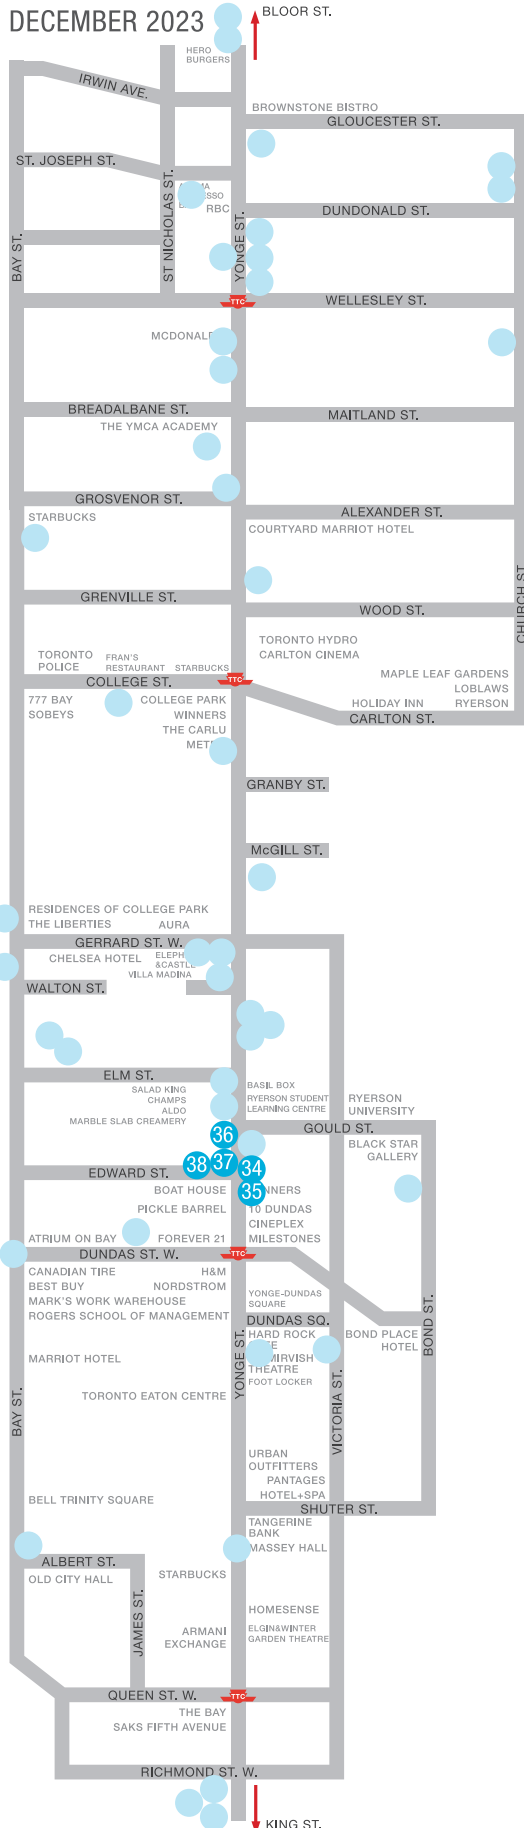 DECEMBER 2023
BLOOR ST.
HERO
BURGERS
IRWIN AVE.
BROWNSTONE BISTRO
GLOUCESTER ST.
ST. JOSEPH ST.
ST NICHOLAS ST.
RBC
DUNDONALD ST.
BAY ST.
YONGE ST.
TTC
WELLESLEY ST.
BREADALBANE ST.
MAITLAND ST.
THE YMCA ACADEMY
GROSVENOR ST.
ALEXANDER ST.
STARBUCKS
COURTYARD MARRIOT HOTEL
CHURCH ST.
GRENVILLE ST.
WOOD ST.
TORONTO HYDRO
CARLTON CINEMA
TORONTO
POLICE
FRAN'S
RESTAURANT
STARBUCKS
COLLEGE ST.
TTC
MAPLE LEAF GARDENS
LOBLAWS
HOLIDAY INN
RYERSON
CARLTON ST.
777 BAY
SOBEYS
COLLEGE PARK
WINNERS
THE CARLU
GRANBY ST.
McGILL ST.
RESIDENCES OF COLLEGE PARK
THE LIBERTIES
AURA
GERRARD ST. W.
CHELSEA HOTEL
&CASTLE
VILLA MADINA
WALTON ST.
ELM ST.
SALAD KING
CHAMPS
ALDO
MARBLE SLAB CREAMERY
BASIL BOX
RYERSON STUDENT
LEARNING CENTRE
RYERSON
UNIVERSITY
GOULD ST.
36
37
38
34
35
BLACK STAR
GALLERY
EDWARD ST.
BOAT HOUSE
PICKLE BARREL
10 DUNDAS
CINEPLEX
MILESTONES
ATRIUM ON BAY
FOREVER 21
DUNDAS ST. W.
TTC
CANADIAN TIRE
H&M
BEST BUY
NORDSTROM
MARK'S WORK WAREHOUSE
ROGERS SCHOOL OF MANAGEMENT
YONGE-DUNDAS
SQUARE
DUNDAS SQ.
BOND ST.
HARD ROCK
THEATRE
FOOT LOCKER
BOND PLACE
HOTEL
MARRIOT HOTEL
YONGE ST.
VICTORIA ST.
BAY ST.
TORONTO EATON CENTRE
URBAN
OUTFITTERS
PANTAGES
HOTEL+SPA
BELL TRINITY SQUARE
SHUTER ST.
TANGERINE
BANK
MASSEY HALL
ALBERT ST.
OLD CITY HALL
STARBUCKS
JAMES ST.
HOMESENSE
ARMANI
EXCHANGE
ELGIN&WINTER
GARDEN THEATRE
QUEEN ST. W.
TTC
THE BAY
SAKS FIFTH AVENUE
RICHMOND ST. W.
KING ST.